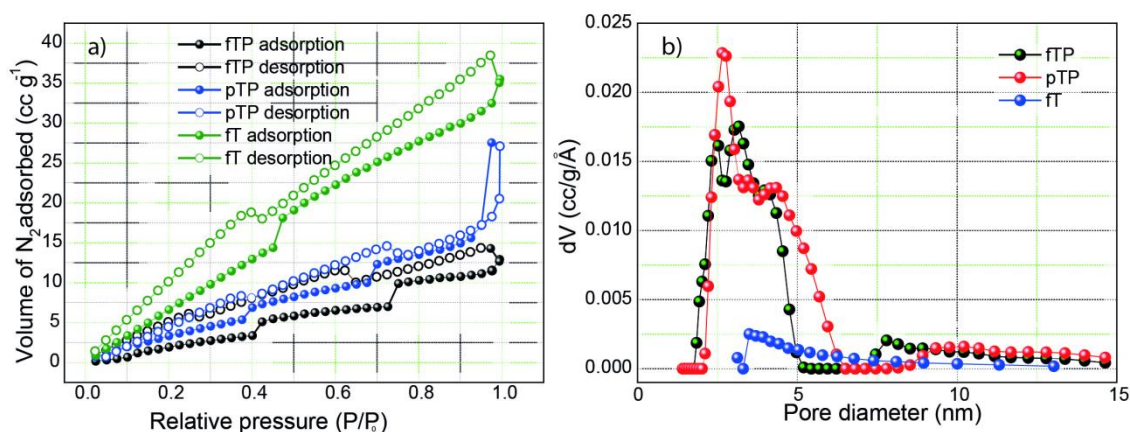 a)
fTP adsorption
fTP desorption
pTP adsorption
pTP desorption
fT adsorption
fT desorption
40
35
30
25
20
15
10
5
0
Volume of N2adsorbed (cc g-1)
0.0 0.2 0.4 0.6 0.8 1.0
Relative pressure (P/P0)
b)
fTP
pTP
fT
0.025
0.020
0.015
0.010
0.005
0.000
dV (cc/g/Å)
0 5 10 15
Pore diameter (nm)